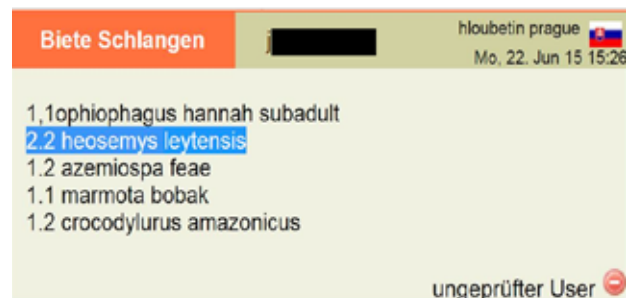 Biete Schlangen
j
hloubetin prague
Mo, 22. Jun 15 15:26
1,1ophiophagus hannah subadult
2.2 heosemys leytensis
1.2 azemiospa feae
1.1 marmota bobak
1.2 crocodylurus amazonicus
ungeprüfter User